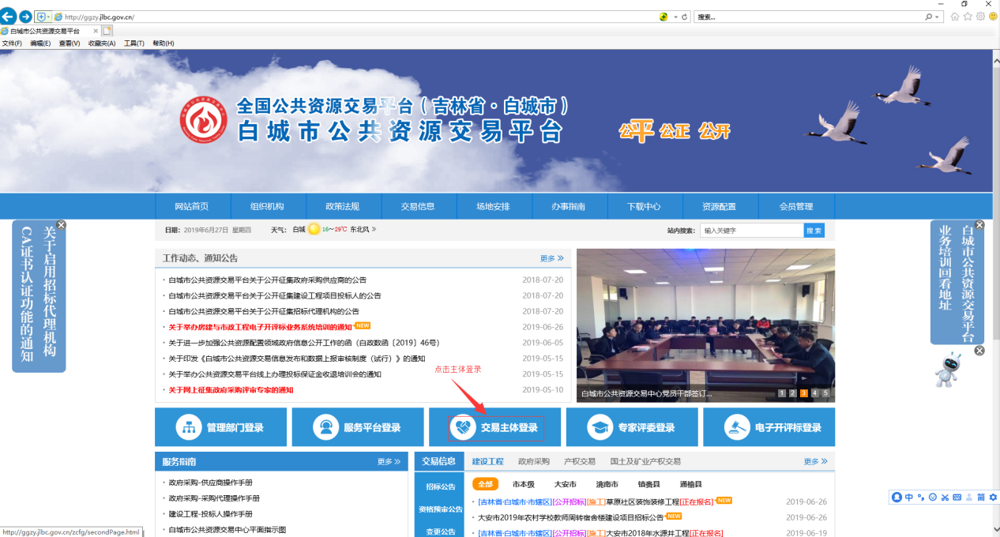 http://ggzy.jlbc.gov.cn/
搜索...
白城市公共资源交易平台
文件(F) 编辑(E) 查看(V) 收藏夹(A) 工具(T) 帮助(H)
全国公共资源交易平台(吉林省·白城市)
白城市公共资源交易平台
公平 公正 公开
网站首页 组织机构 政策法规 交易信息 场地安排 办事指南 下载中心 资源配置 会员管理
日期: 2019年6月27日 星期四 天气: 白城 16~29℃ 东北风
站内搜索: 输入关键字 搜索
关于启用招标代理机构
CA证书认证功能的通知
白城市公共资源交易平台
业务培训回看地址
工作动态、通知公告 更多
白城市公共资源交易平台关于公开征集政府采购供应商的公告 2018-07-20
白城市公共资源交易平台关于公开征集建设工程项目投标人的公告 2018-07-20
白城市公共资源交易平台关于公开征集招标代理机构的公告 2018-07-20
关于举办房建与市政工程电子开评标业务系统培训的通知 NEW 2019-06-26
关于进一步加强公共资源配置领域政府信息公开工作的函(白政数函〔2019〕46号) 2019-06-05
关于印发《白城市公共资源交易信息发布和数据上报审核制度(试行)》的通知 2019-05-15
关于举办公共资源交易平台线上办理投标保证金收退培训会的通知 2019-05-15
关于网上征集政府采购评审专家的通知 2019-05-10
点击主体登录
白城市公共资源交易中心党员干部签订...
1 2 3 4 5
管理部门登录 服务平台登录 交易主体登录 专家评委登录 电子开评标登录
服务指南 更多
政府采购-供应商操作手册
政府采购-采购代理操作手册
建设工程-投标人操作手册
白城市公共资源交易中心平面指示图
交易信息 建设工程 政府采购 产权交易 国土及矿业产权交易 更多
招标公告
资格预审公告
变更公告
全部 市本级 大安市 洮南市 镇赉县 通榆县
[吉林省·白城市·市辖区][公开招标][施工]草原社区装饰装修工程[正在报名] NEW 2019-06-26
大安市2019年农村学校教师周转宿舍楼建设项目招标公告 NEW 2019-06-26
[吉林省·白城市·市辖区][公开招标][施工]大安市2018年水源井工程[正在报名] 2019-06-19
中 简
http://ggzy.jlbc.gov.cn/zcfg/secondPage.html